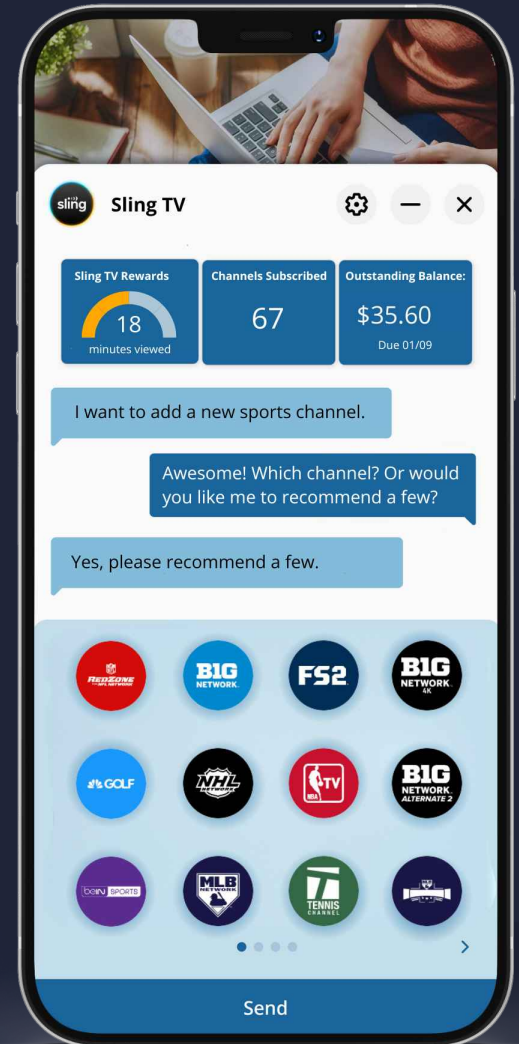 sling
Sling TV
Sling TV Rewards
18
minutes viewed
Channels Subscribed
67
Outstanding Balance:
$35.60
Due 01/09
I want to add a new sports channel.
Awesome! Which channel? Or would
you like me to recommend a few?
Yes, please recommend a few.
NFL
REDZONE
B1G
NETWORK
FS2
B1G
NETWORK
4K
GOLF
NHL
NETWORK
NBA
TV
B1G
NETWORK
ALTERNATE 2
beIN SPORTS
MLB
NETWORK
T
TENNIS
CHANNEL
Send